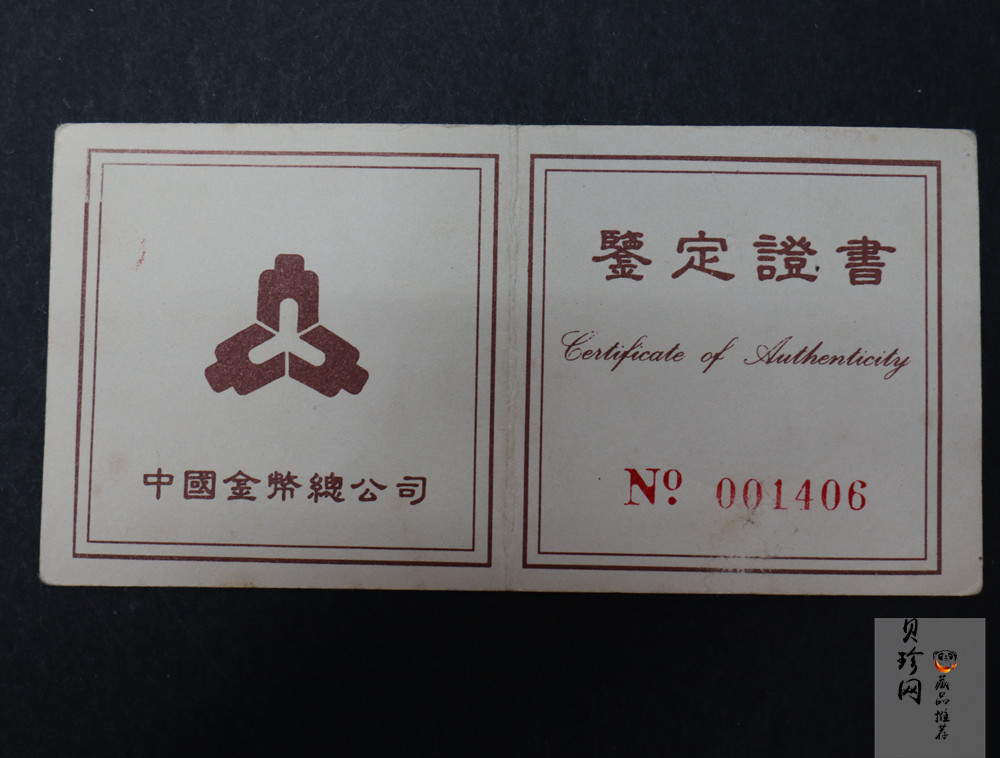 中國金幣總公司
鑒定證書
Certificate of Authenticity
Nº 001406
贝珍网
藏品推荐